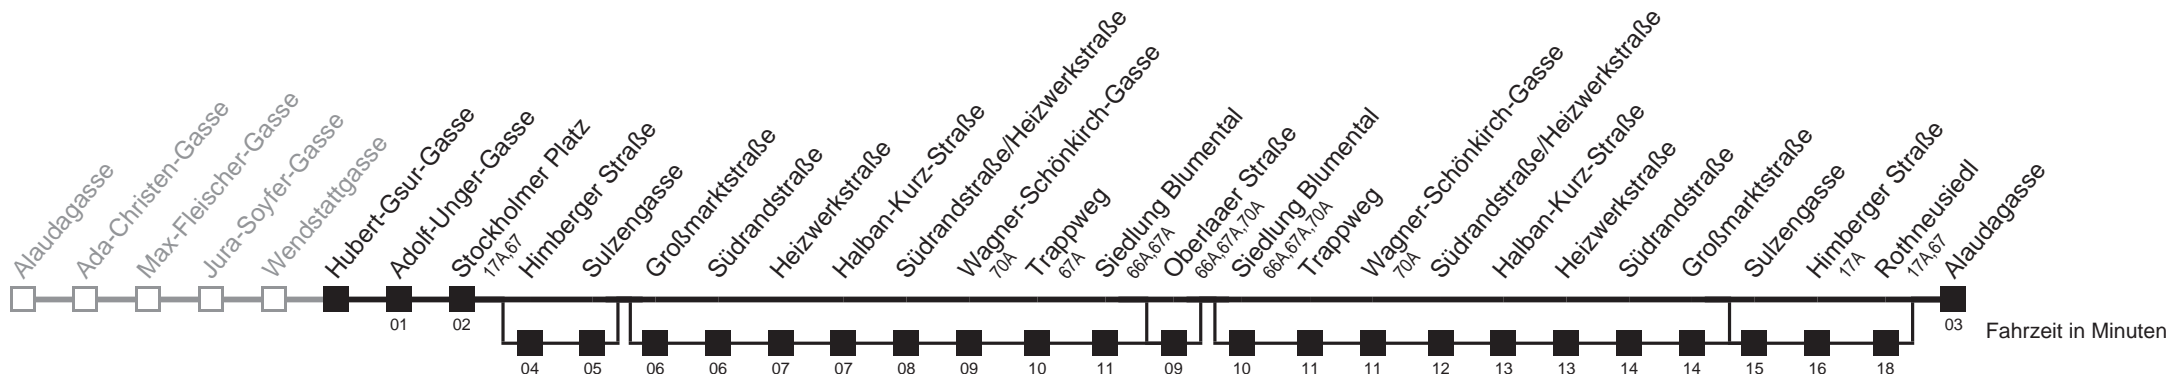 Alaudagasse
Ada-Christen-Gasse
Max-Fleischer-Gasse
Jura-Soyfer-Gasse
Wendstattgasse
Hubert-Gsur-Gasse
Adolf-Unger-Gasse
Stockholmer Platz
17A,67
Himberger Straße
Sulzengasse
Großmarktstraße
Südrandstraße
Heizwerkstraße
Halban-Kurz-Straße
Südrandstraße/Heizwerkstraße
Wagner-Schönkirch-Gasse
70A
Trappweg
67A
Siedlung Blumental
66A,67A
Oberlaaer Straße
66A,67A,70A
Siedlung Blumental
66A,67A,70A
Trappweg
Wagner-Schönkirch-Gasse
70A
Südrandstraße/Heizwerkstraße
Halban-Kurz-Straße
Heizwerkstraße
Südrandstraße
Großmarktstraße
Sulzengasse
Himberger Straße
17A
Rothneusiedl
17A,67
Alaudagasse
01 02 03
Fahrzeit in Minuten
04 05 06 06 07 07 08 09 10 11 09 10 11 11 12 13 13 14 14 15 16 18